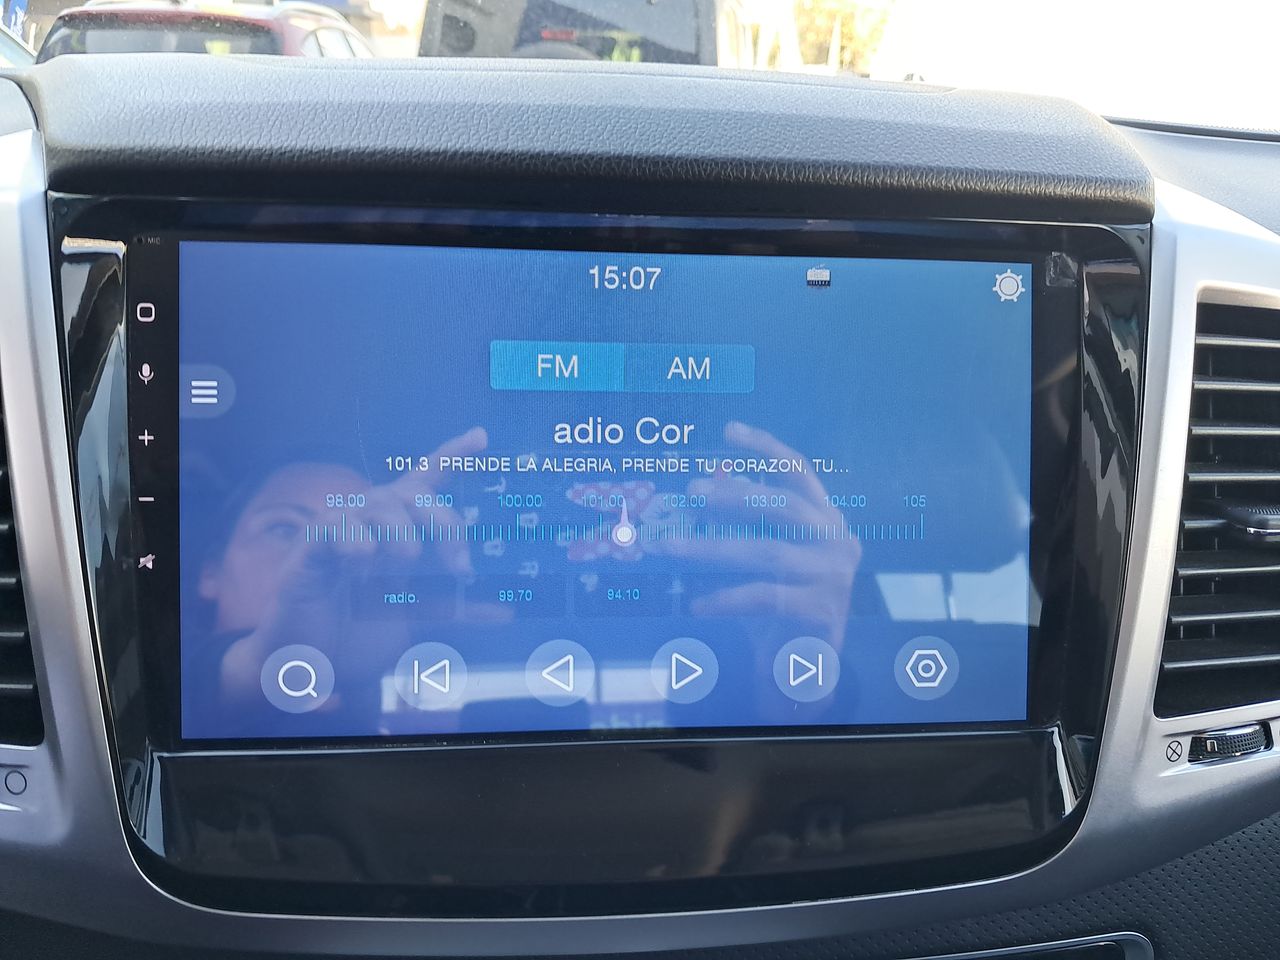 MIC
15:07
FM AM
adio Cor
101.3 PRENDE LA ALEGRIA, PRENDE TU CORAZON, TU...
98.00 99.00 100.00 101.00 102.00 103.00 104.00 105
radio. 99.70 94.10